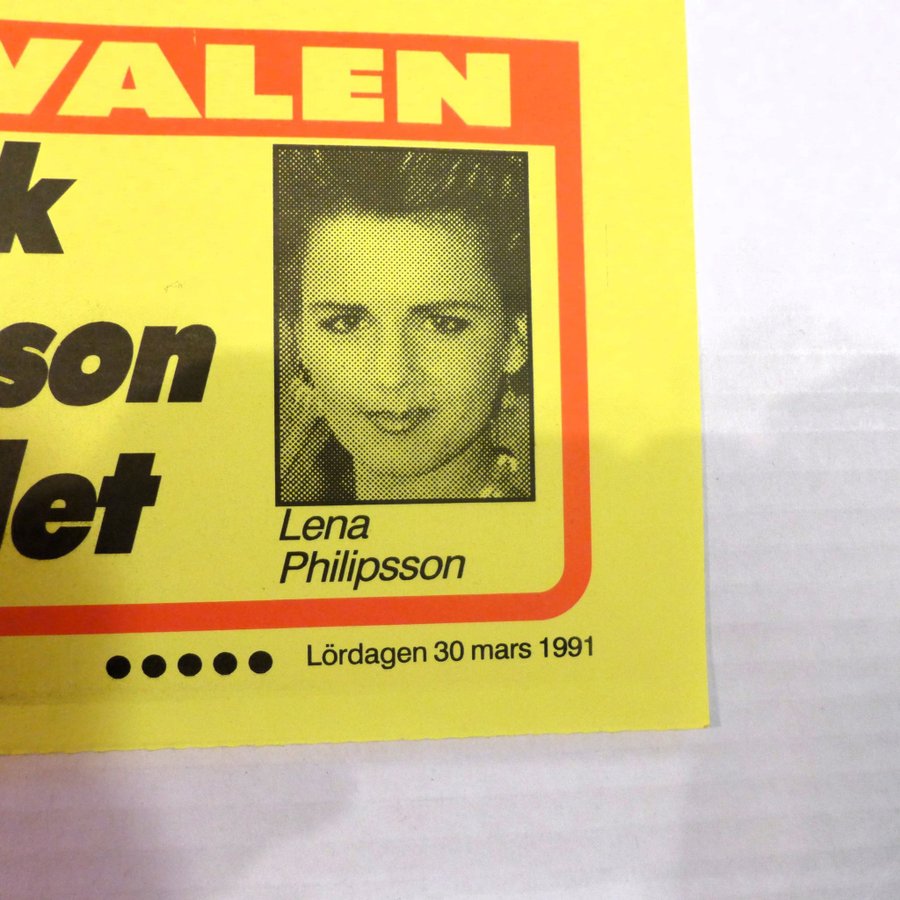 VALEN
k
son
let
Lena
Philipsson
Lördagen 30 mars 1991